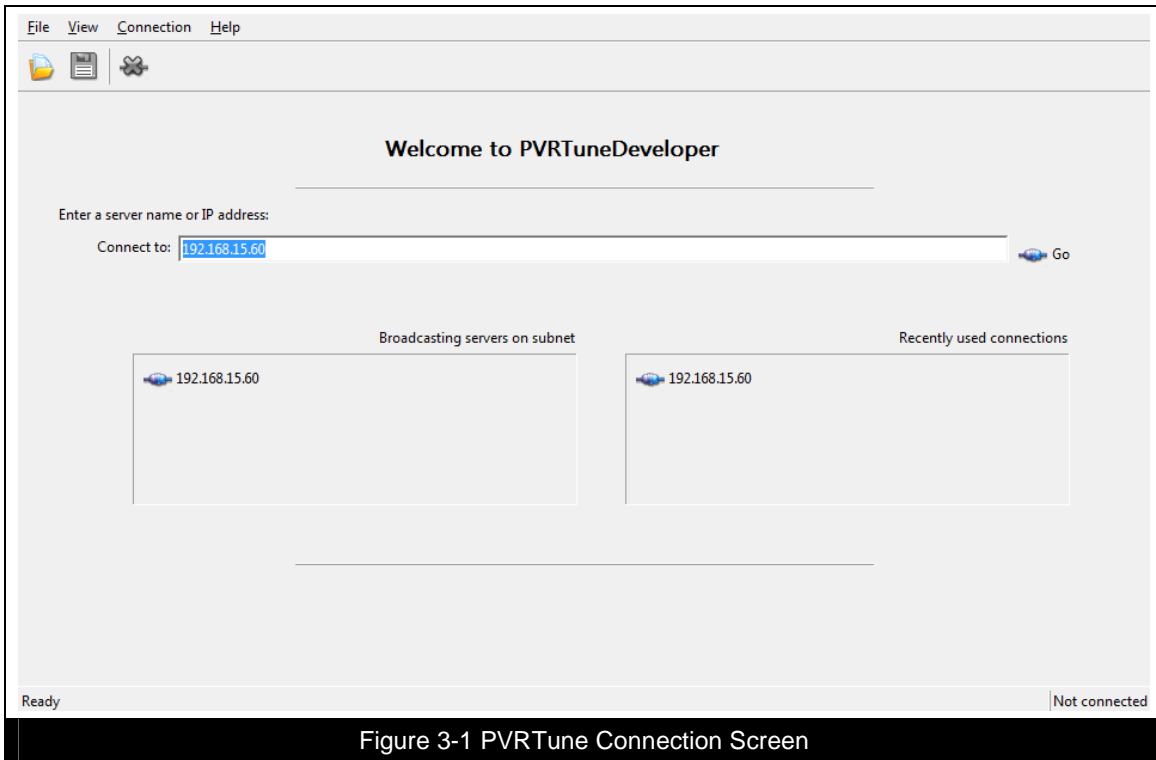 File View Connection Help
Welcome to PVRTuneDeveloper
Enter a server name or IP address:
Connect to: 192.168.15.60 Go
Broadcasting servers on subnet
192.168.15.60
Recently used connections
192.168.15.60
Ready
Not connected
Figure 3-1 PVRTune Connection Screen